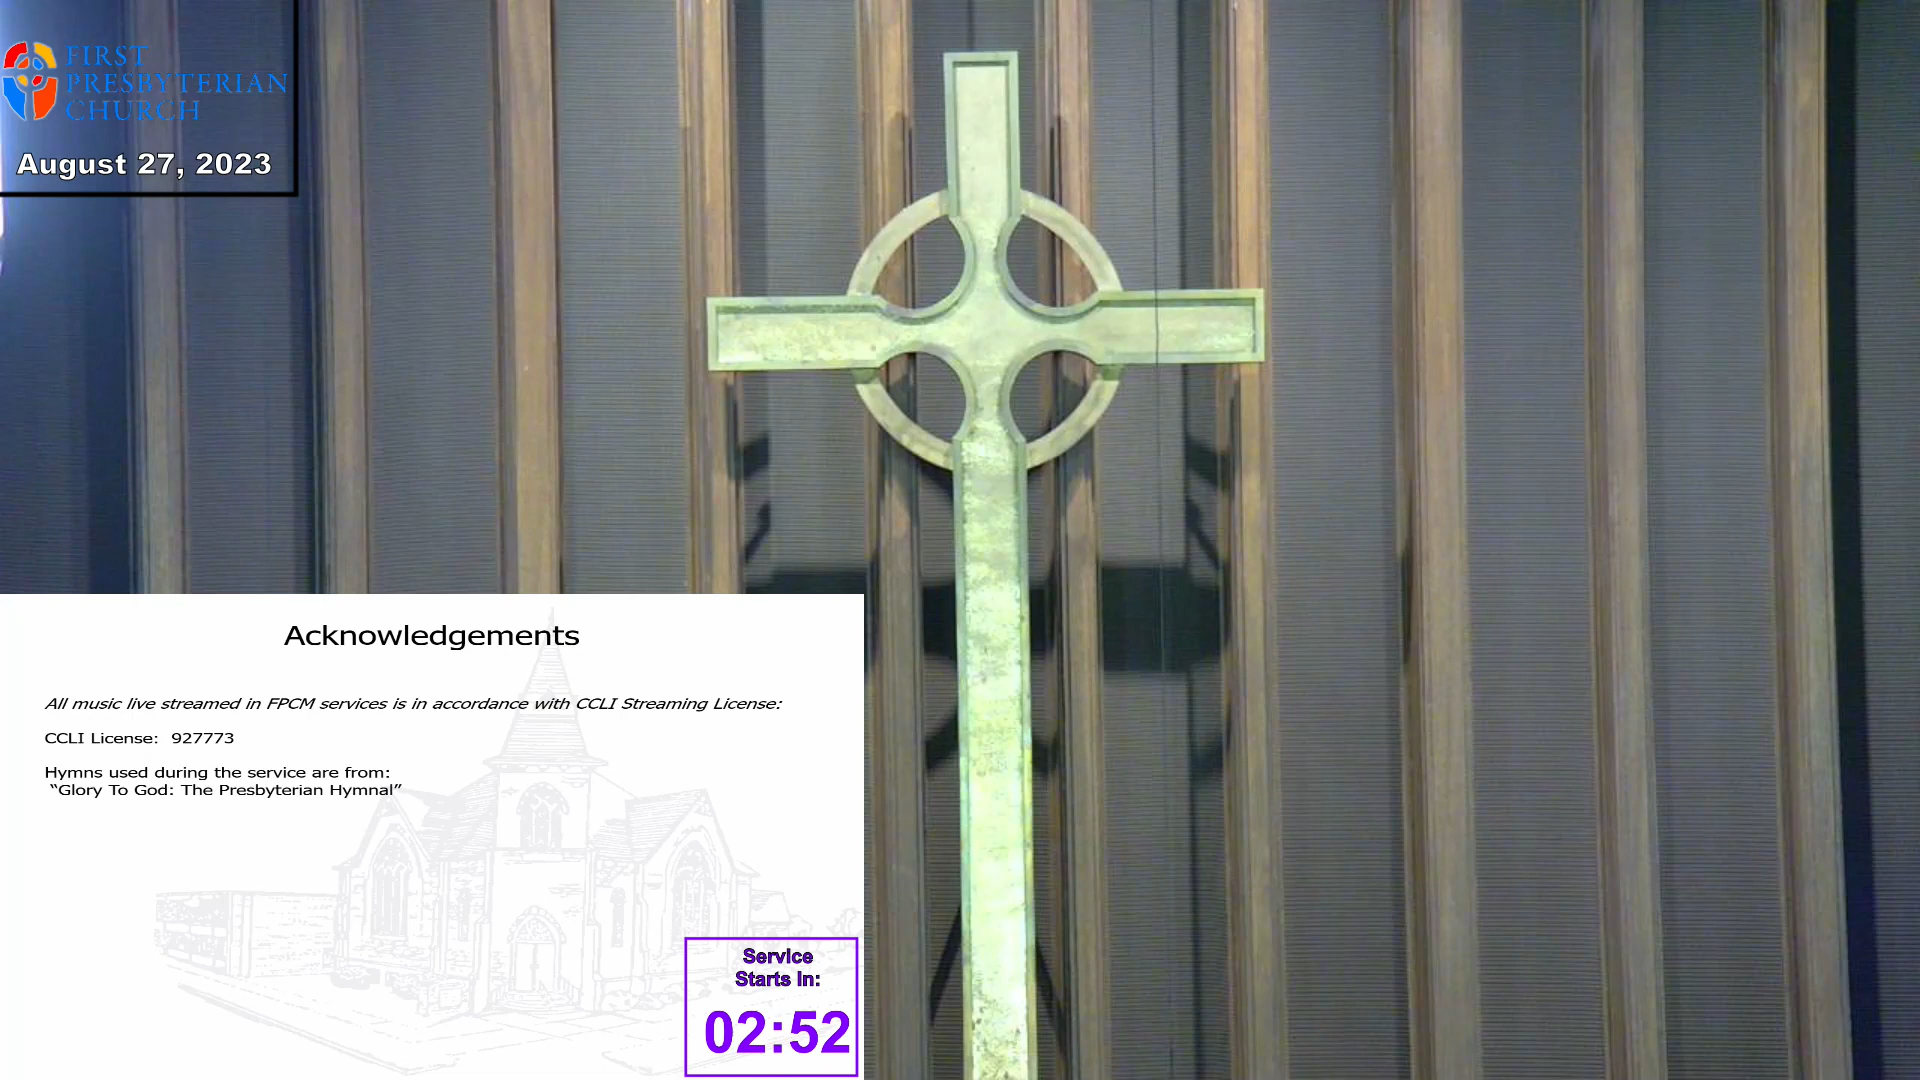 FIRST
PRESBYTERIAN
CHURCH
August 27, 2023
Acknowledgements
All music live streamed in FPCM services is in accordance with CCLI Streaming License:
CCLI License: 927773
Hymns used during the service are from:
“Glory To God: The Presbyterian Hymnal”
Service
Starts In:
02:52